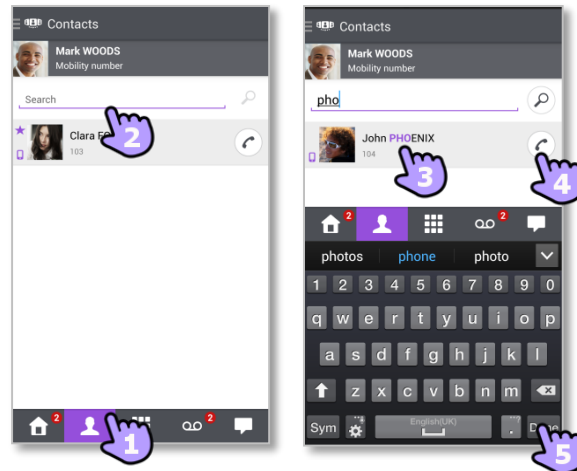 Contacts
Mark WOODS
Mobility number
Search
Clara
103
2
2
2
1
Contacts
Mark WOODS
Mobility number
pho
John PHOENIX
104
3
4
2
2
photos phone photo
1 2 3 4 5 6 7 8 9 0
q w e r t y u i o p
a s d f g h j k l
z x c v b n m
Sym English(UK) .
5